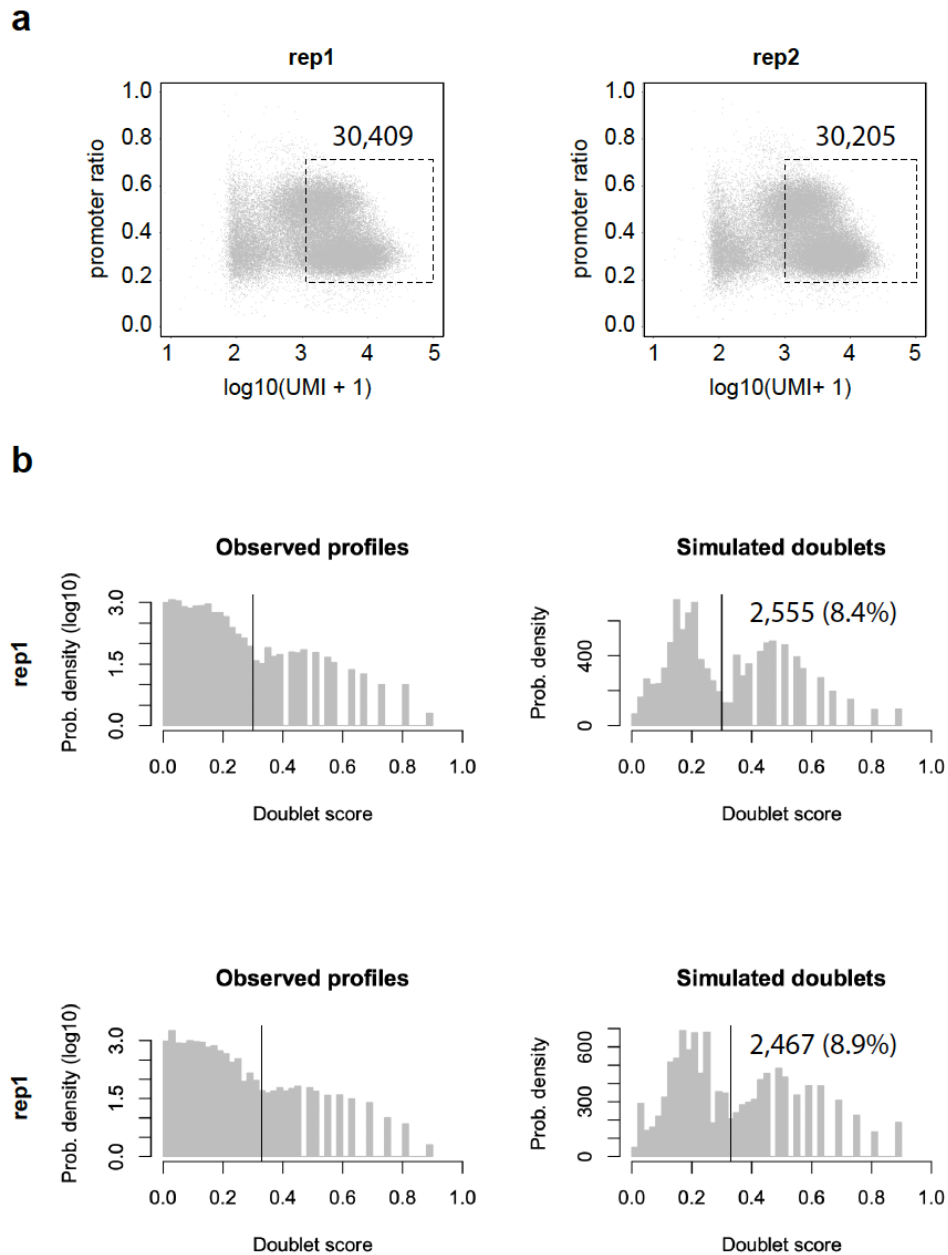 a
rep1
rep2
1.0
0.8
0.6
0.4
0.2
0.0
promoter ratio
30,409
1 2 3 4 5
log10(UMI + 1)
1.0
0.8
0.6
0.4
0.2
0.0
promoter ratio
30,205
1 2 3 4 5
log10(UMI+ 1)
b
rep1
Observed profiles
Prob. density (log10)
3.0
1.5
0.0
0.0 0.2 0.4 0.6 0.8 1.0
Doublet score
Simulated doublets
2,555 (8.4%)
Prob. density
400
0
0.0 0.2 0.4 0.6 0.8 1.0
Doublet score
rep1
Observed profiles
Prob. density (log10)
3.0
1.5
0.0
0.0 0.2 0.4 0.6 0.8 1.0
Doublet score
Simulated doublets
2,467 (8.9%)
Prob. density
600
300
0
0.0 0.2 0.4 0.6 0.8 1.0
Doublet score